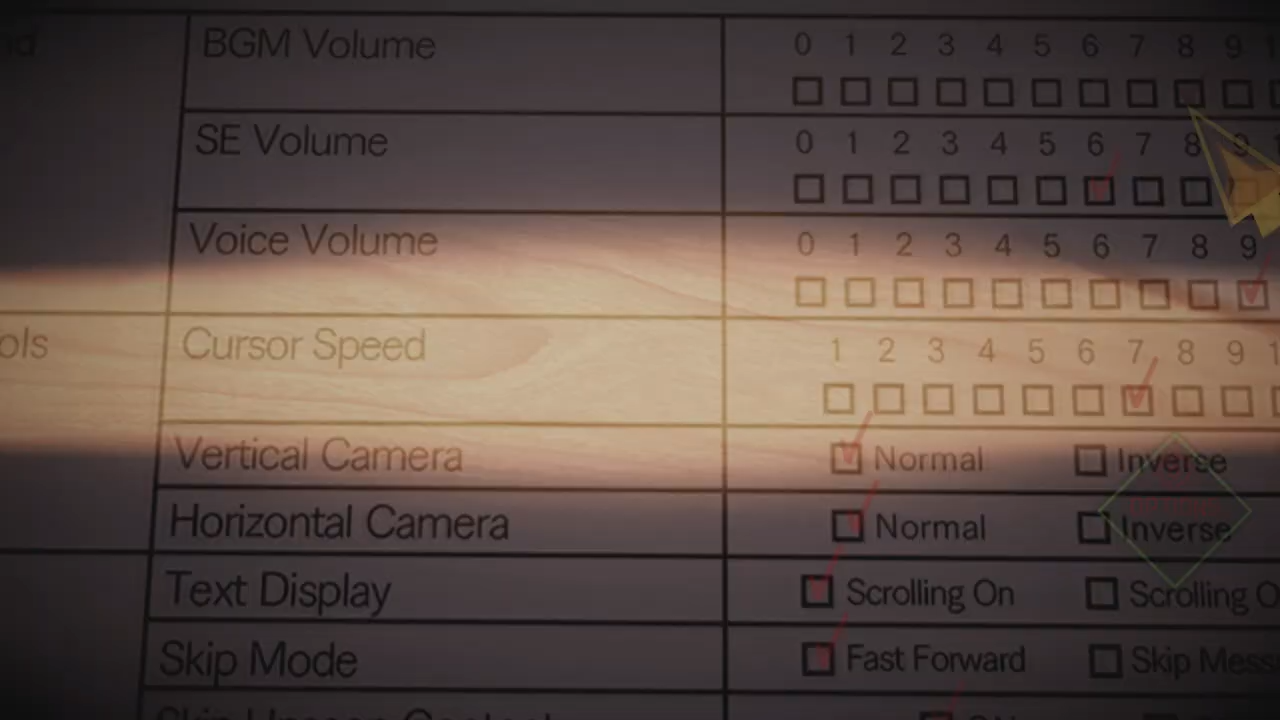 BGM Volume 0 1 2 3 4 5 6 7 8 9
SE Volume 0 1 2 3 4 5 6 7 8 9
Voice Volume 0 1 2 3 4 5 6 7 8 9
Cursor Speed 1 2 3 4 5 6 7 8 9
Vertical Camera Normal Inverse
Horizontal Camera Normal Inverse
Text Display Scrolling On Scrolling
Skip Mode Fast Forward Skip